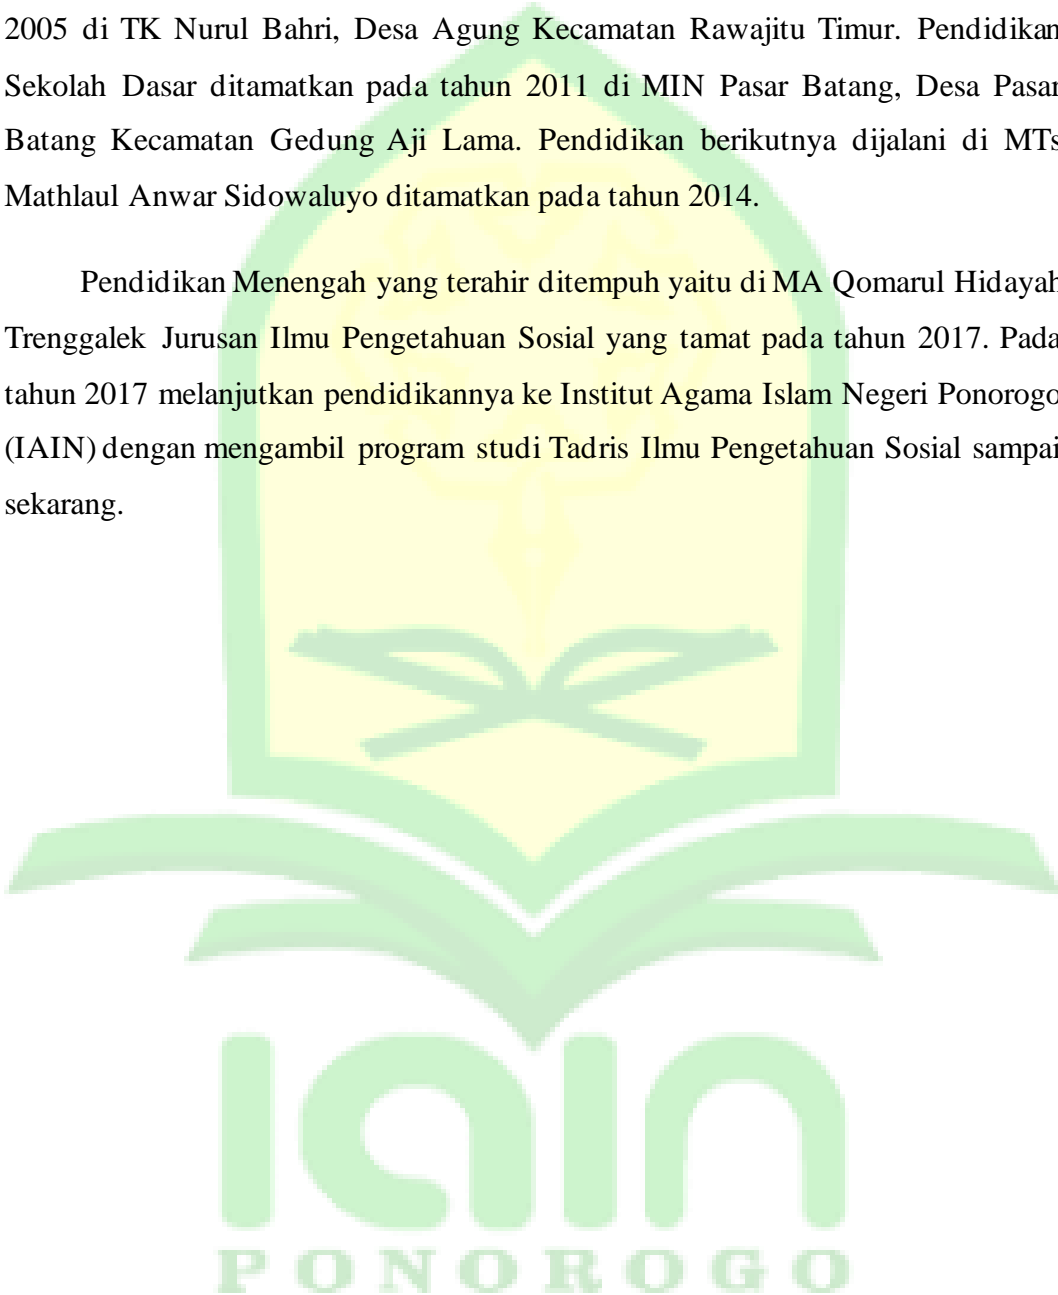 2005 di TK Nurul Bahri, Desa Agung Kecamatan Rawajitu Timur. Pendidikan
Sekolah Dasar ditamatkan pada tahun 2011 di MIN Pasar Batang, Desa Pasar
Batang Kecamatan Gedung Aji Lama. Pendidikan berikutnya dijalani di MTs
Mathlaul Anwar Sidowaluyo ditamatkan pada tahun 2014.
Pendidikan Menengah yang terahir ditempuh yaitu di MA Qomarul Hidayah
Trenggalek Jurusan Ilmu Pengetahuan Sosial yang tamat pada tahun 2017. Pada
tahun 2017 melanjutkan pendidikannya ke Institut Agama Islam Negeri Ponorogo
(IAIN) dengan mengambil program studi Tadris Ilmu Pengetahuan Sosial sampai
sekarang.
iain
PONOROGO